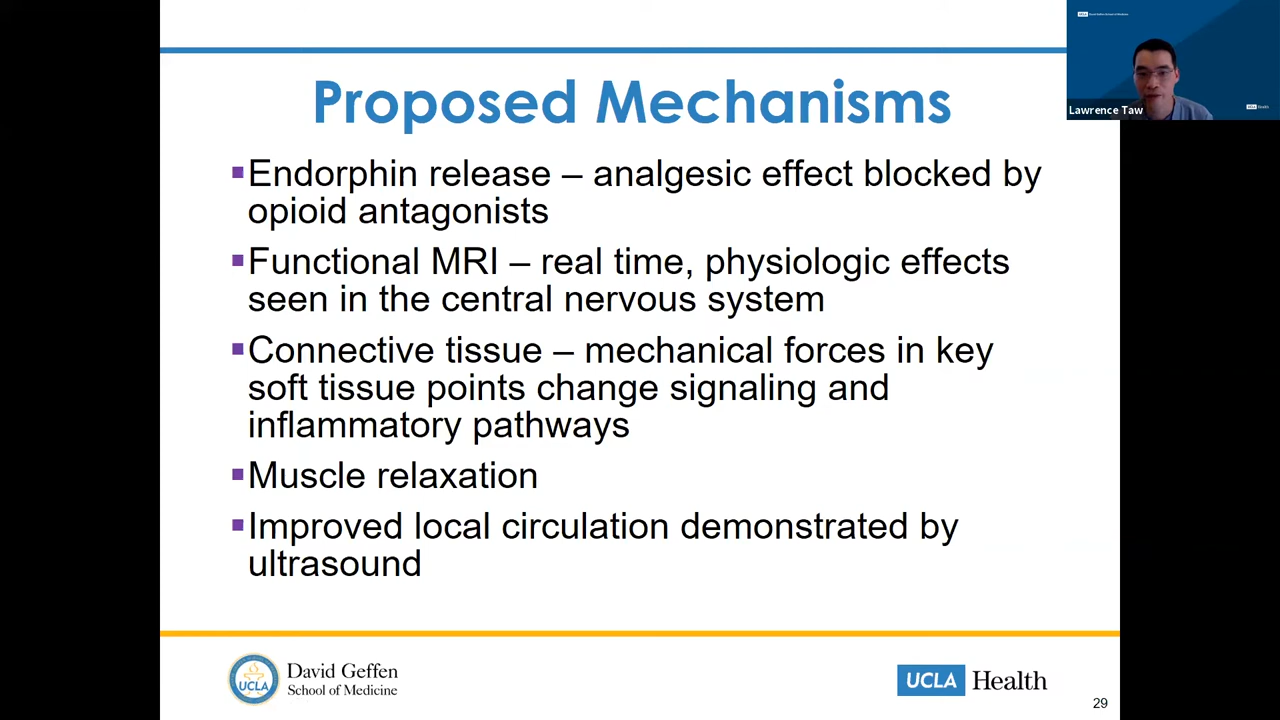 Proposed Mechanisms
Lawrence Taw
▪Endorphin release – analgesic effect blocked by
opioid antagonists
▪Functional MRI – real time, physiologic effects
seen in the central nervous system
▪Connective tissue – mechanical forces in key
soft tissue points change signaling and
inflammatory pathways
▪Muscle relaxation
▪Improved local circulation demonstrated by
ultrasound
UCLA
David Geffen
School of Medicine
UCLA Health
29